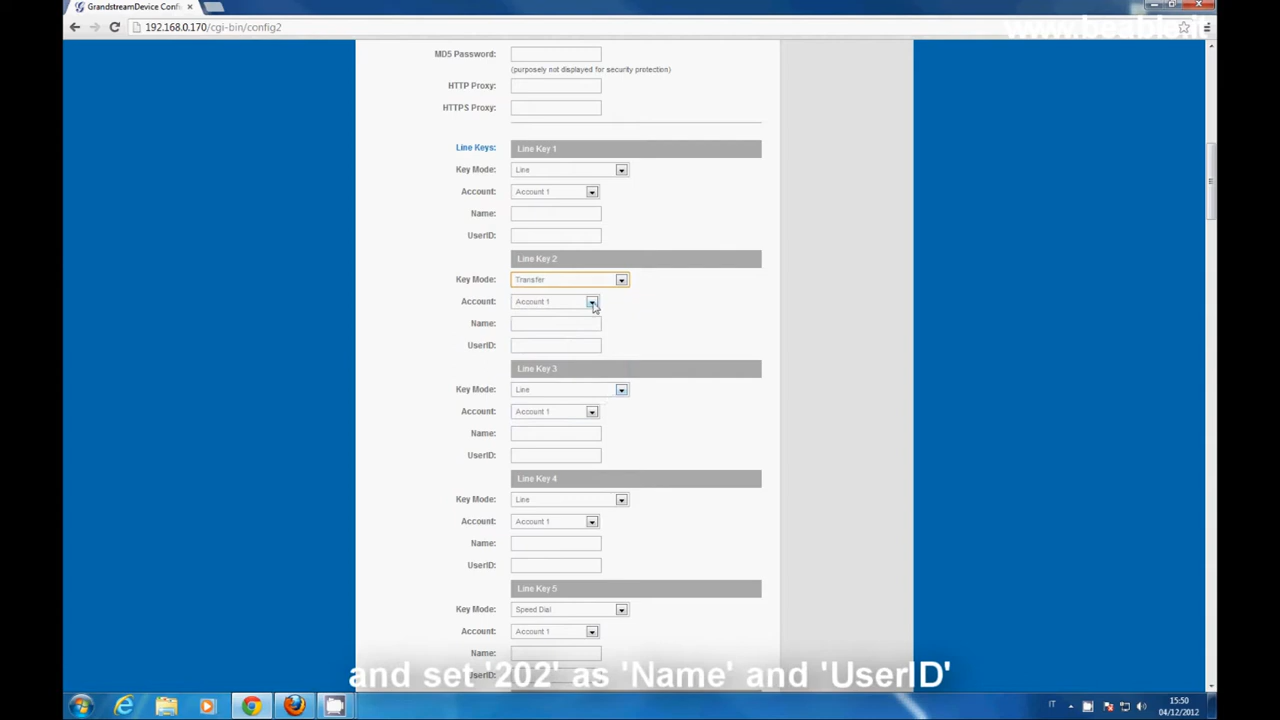 GrandstreamDevice Confi
192.168.0.170/cgi-bin/config2
www.beable.it
MD5 Password:
(purposely not displayed for security protection)
HTTP Proxy:
HTTPS Proxy:
Line Keys: Line Key 1
Key Mode: Line
Account: Account 1
Name:
UserID:
Line Key 2
Key Mode: Transfer
Account: Account 1
Name:
UserID:
Line Key 3
Key Mode: Line
Account: Account 1
Name:
UserID:
Line Key 4
Key Mode: Line
Account: Account 1
Name:
UserID:
Line Key 5
Key Mode: Speed Dial
Account: Account 1
Name:
UserID:
and set '202' as 'Name' and 'UserID'
IT
15:50
04/12/2012